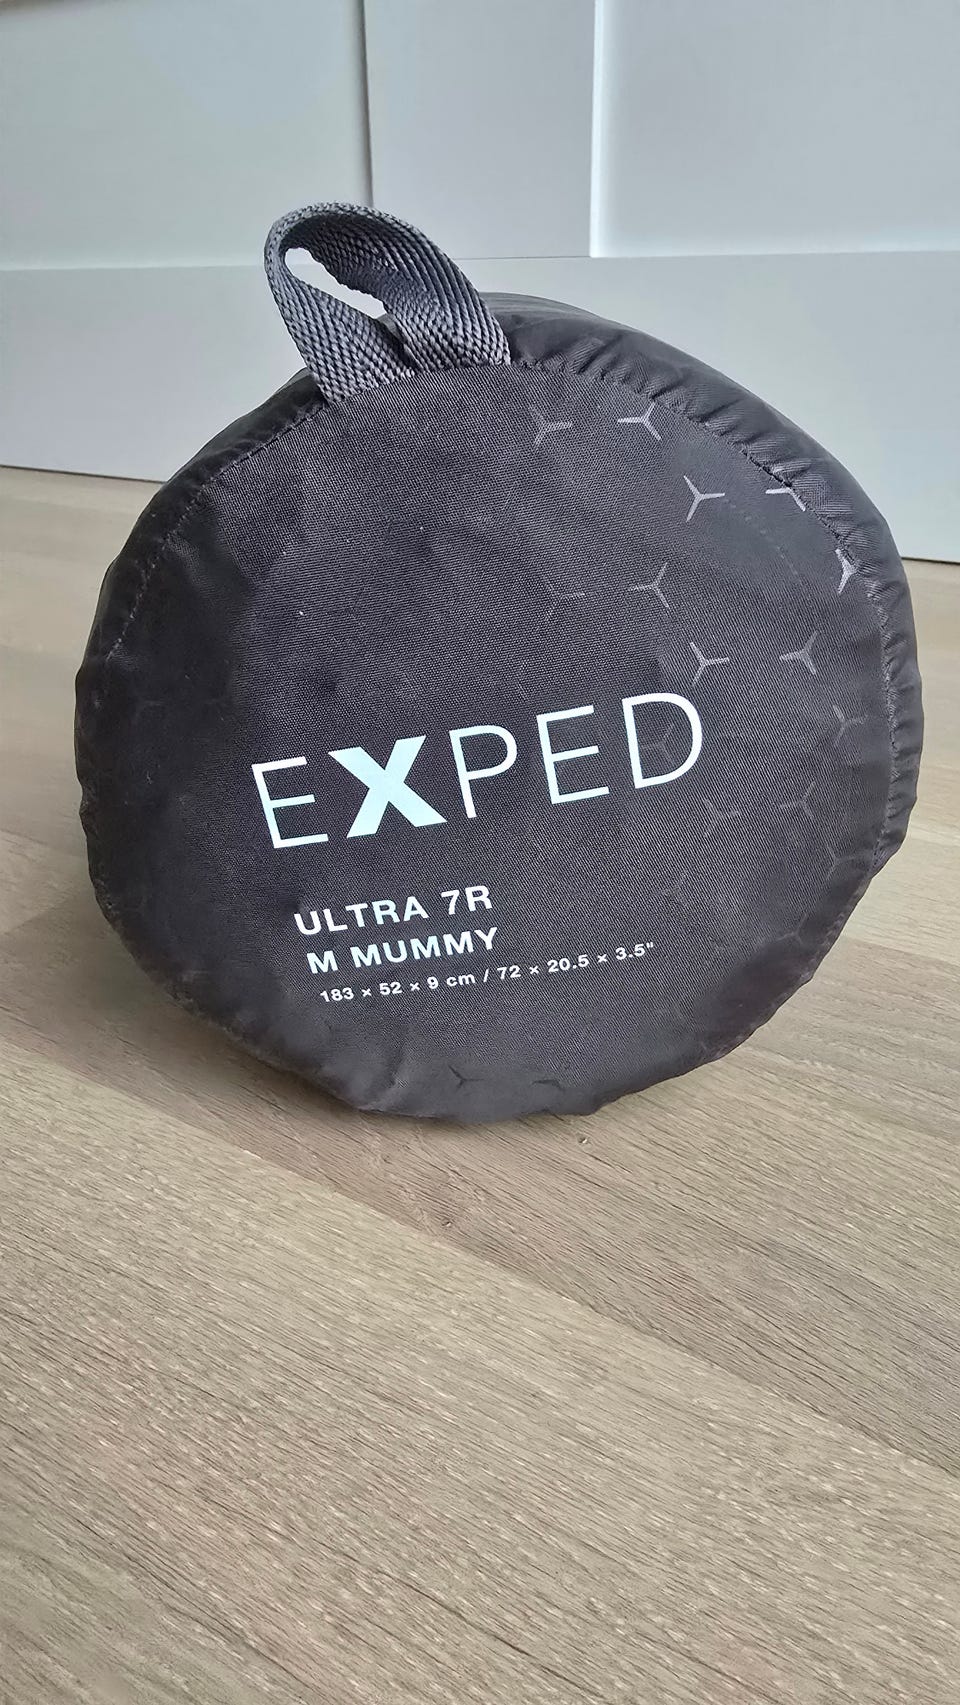 EXPED
ULTRA 7R
M MUMMY
183 × 52 × 9 cm / 72 × 20.5 × 3.5"